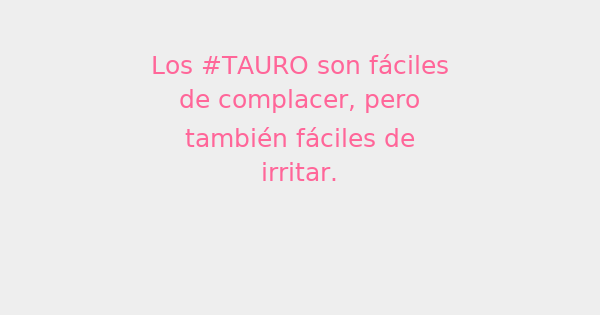 Los #TAURO son fáciles
de complacer, pero
también fáciles de
irritar.